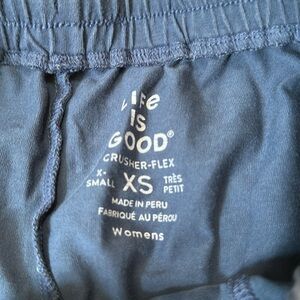 Life
is
GOOD®
CRUSHER-FLEX
X-SMALL XS TRÈS PETIT
MADE IN PERU
FABRIQUÉ AU PÉROU
Womens